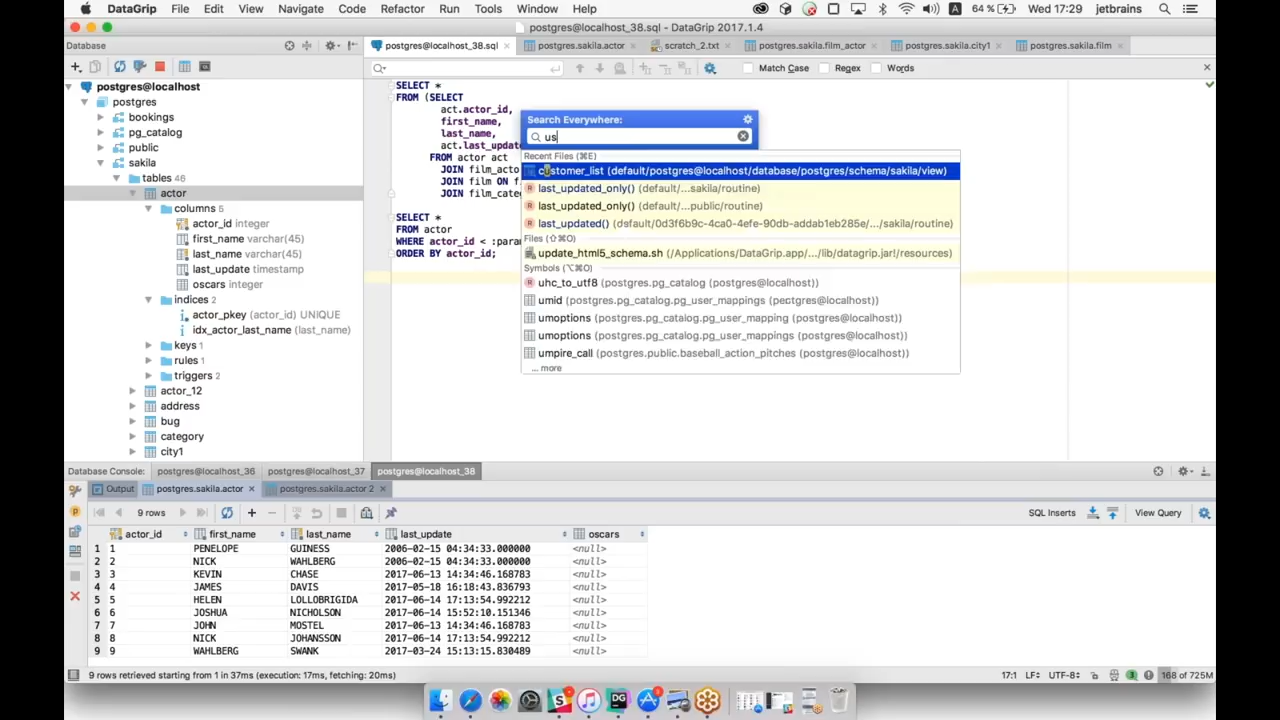 DataGrip File Edit View Navigate Code Refactor Run Tools Window Help 64 % Wed 17:29 jetbrains
postgres@localhost_38.sql - DataGrip 2017.1.4
Database
postgres@localhost_38.sql postgres.sakila.actor scratch_2.txt postgres.sakila.film_actor postgres.sakila.city1 postgres.sakila.film
Match Case Regex Words
postgres@localhost
postgres
bookings
pg_catalog
public
sakila
tables 46
actor
columns 5
actor_id integer
first_name varchar(45)
last_name varchar(45)
last_update timestamp
oscars integer
indices 2
actor_pkey (actor_id) UNIQUE
idx_actor_last_name (last_name)
keys 1
rules 1
triggers 2
actor_12
address
bug
category
city1
SELECT *
FROM (SELECT
act.actor_id,
first_name,
last_name,
act.last_update
FROM actor act
JOIN film_acto
JOIN film ON f
JOIN film_cate
SELECT *
FROM actor
WHERE actor_id < :para
ORDER BY actor_id;
Search Everywhere:
us
Recent Files (⌘E)
customer_list (default/postgres@localhost/database/postgres/schema/sakila/view)
last_updated_only() (default/...sakila/routine)
last_updated_only() (default/...public/routine)
last_updated() (default/0d3f6b9c-4ca0-4efe-90db-addab1eb285e/.../sakila/routine)
Files (⇧⌘O)
update_html5_schema.sh (/Applications/DataGrip.app/.../lib/datagrip.jar!/resources)
Symbols (⌥⌘O)
uhc_to_utf8 (postgres.pg_catalog (postgres@localhost))
umid (postgres.pg_catalog.pg_user_mappings (postgres@localhost))
umoptions (postgres.pg_catalog.pg_user_mapping (postgres@localhost))
umoptions (postgres.pg_catalog.pg_user_mappings (postgres@localhost))
umpire_call (postgres.public.baseball_action_pitches (postgres@localhost))
... more
Database Console: postgres@localhost_36 postgres@localhost_37 postgres@localhost_38
Output postgres.sakila.actor postgres.sakila.actor 2
9 rows SQL Inserts View Query
actor_id first_name last_name last_update oscars
1 1 PENELOPE GUINESS 2006-02-15 04:34:33.000000 <null>
2 2 NICK WAHLBERG 2006-02-15 04:34:33.000000 <null>
3 3 KEVIN CHASE 2017-06-13 14:34:46.168783 <null>
4 4 JAMES DAVIS 2017-05-18 16:18:43.836793 <null>
5 5 HELEN LOLLOBRIGIDA 2017-06-14 17:13:54.992212 <null>
6 6 JOSHUA NICHOLSON 2017-06-14 15:52:10.151346 <null>
7 7 JOHN MOSTEL 2017-06-13 14:34:46.168783 <null>
8 8 NICK JOHANSSON 2017-06-14 17:13:54.992212 <null>
9 9 WAHLBERG SWANK 2017-03-24 15:13:15.830489 <null>
9 rows retrieved starting from 1 in 37ms (execution: 17ms, fetching: 20ms) 17:1 LF÷ UTF-8÷ 168 of 725M